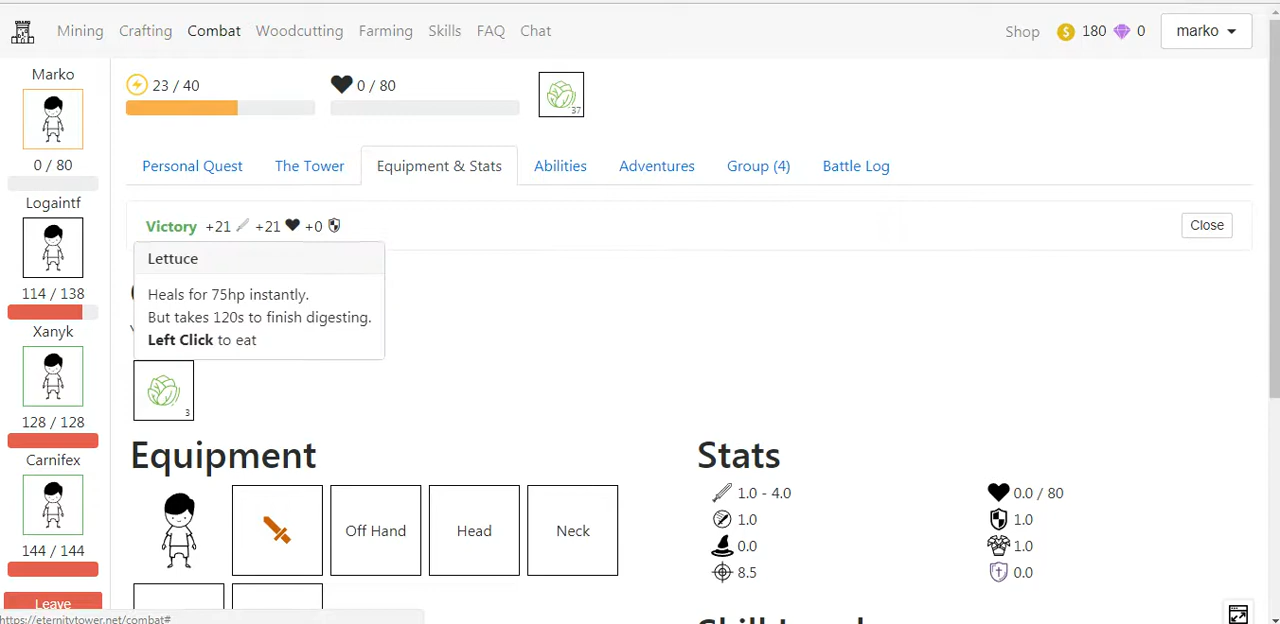 Mining Crafting Combat Woodcutting Farming Skills FAQ Chat Shop 180 0 marko
Marko
0 / 80
Logaintf
114 / 138
Xanyk
128 / 128
Carnifex
144 / 144
Leave
23 / 40 0 / 80 37
Personal Quest The Tower Equipment & Stats Abilities Adventures Group (4) Battle Log
Victory +21 +21 +0 Close
Lettuce
Heals for 75hp instantly.
But takes 120s to finish digesting.
Left Click to eat
3
Equipment
Off Hand Head Neck
Stats
1.0 - 4.0 0.0 / 80
1.0 1.0
0.0 1.0
8.5 0.0
https://eternitytower.net/combat#